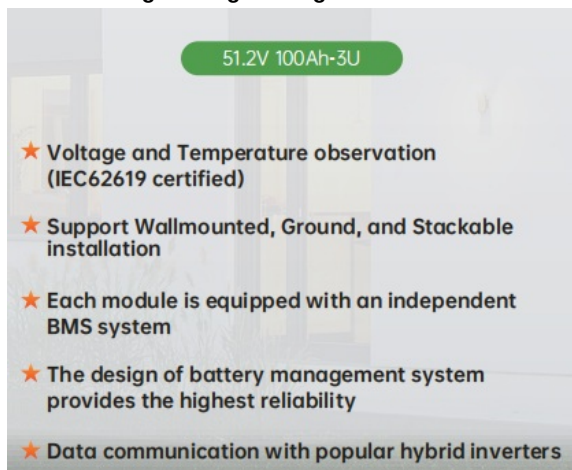 51.2V 100Ah-3U
★ Voltage and Temperature observation
(IEC62619 certified)
★ Support Wallmounted, Ground, and Stackable
installation
★ Each module is equipped with an independent
BMS system
★ The design of battery management system
provides the highest reliability
★ Data communication with popular hybrid inverters